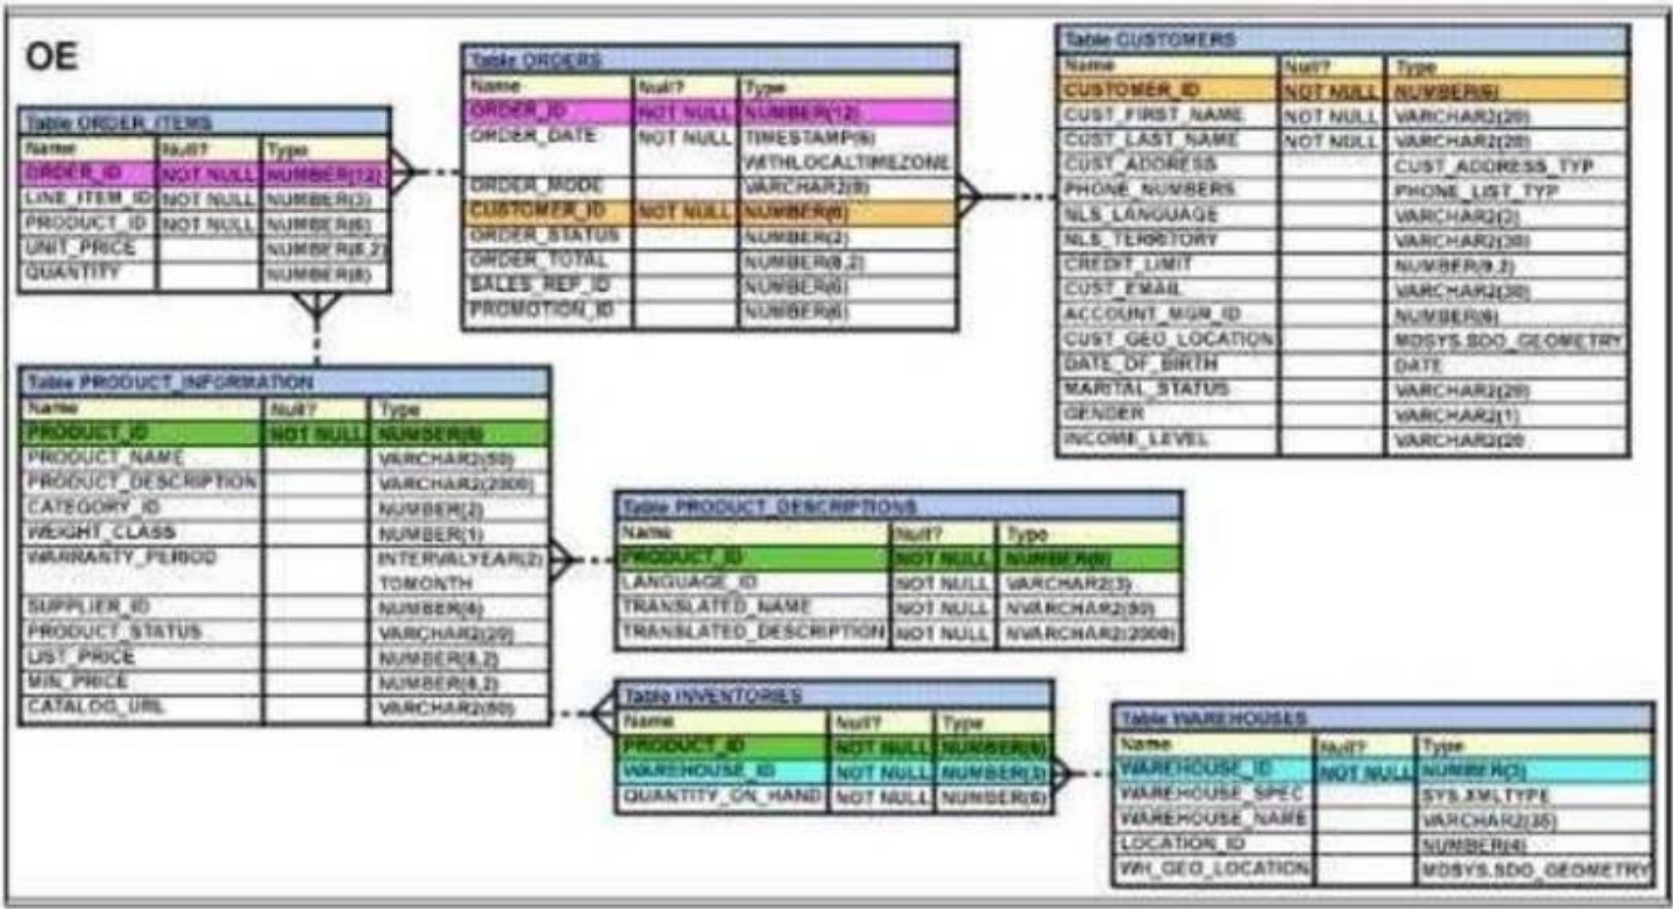 OE
Table ORDER_ITEMS
Name Null? Type
ORDER_ID NOT NULL NUMBER(12)
LINE_ITEM_ID NOT NULL NUMBER(3)
PRODUCT_ID NOT NULL NUMBER(6)
UNIT_PRICE NUMBER(8,2)
QUANTITY NUMBER(8)
Table ORDERS
Name Null? Type
ORDER_ID NOT NULL NUMBER(12)
ORDER_DATE NOT NULL TIMESTAMP(6)
WITHLOCALTIMEZONE
ORDER_MODE VARCHAR2(8)
CUSTOMER_ID NOT NULL NUMBER(6)
ORDER_STATUS NUMBER(2)
ORDER_TOTAL NUMBER(8,2)
SALES_REP_ID NUMBER(6)
PROMOTION_ID NUMBER(6)
Table CUSTOMERS
Name Null? Type
CUSTOMER_ID NOT NULL NUMBER(6)
CUST_FIRST_NAME NOT NULL VARCHAR2(20)
CUST_LAST_NAME NOT NULL VARCHAR2(20)
CUST_ADDRESS CUST_ADDRESS_TYP
PHONE_NUMBERS PHONE_LIST_TYP
NLS_LANGUAGE VARCHAR2(3)
NLS_TERRITORY VARCHAR2(30)
CREDIT_LIMIT NUMBER(9,2)
CUST_EMAIL VARCHAR2(30)
ACCOUNT_MGR_ID NUMBER(6)
CUST_GEO_LOCATION MDSYS.SDO_GEOMETRY
DATE_OF_BIRTH DATE
MARITAL_STATUS VARCHAR2(20)
GENDER VARCHAR2(1)
INCOME_LEVEL VARCHAR2(20
Table PRODUCT_INFORMATION
Name Null? Type
PRODUCT_ID NOT NULL NUMBER(6)
PRODUCT_NAME VARCHAR2(50)
PRODUCT_DESCRIPTION VARCHAR2(2000)
CATEGORY_ID NUMBER(2)
WEIGHT_CLASS NUMBER(1)
WARRANTY_PERIOD INTERVALYEAR(2)
TOMONTH
SUPPLIER_ID NUMBER(6)
PRODUCT_STATUS VARCHAR2(20)
LIST_PRICE NUMBER(8,2)
MIN_PRICE NUMBER(8,2)
CATALOG_URL VARCHAR2(50)
Table PRODUCT_DESCRIPTIONS
Name Null? Type
PRODUCT_ID NOT NULL NUMBER(6)
LANGUAGE_ID NOT NULL VARCHAR2(3)
TRANSLATED_NAME NOT NULL NVARCHAR2(50)
TRANSLATED_DESCRIPTION NOT NULL NVARCHAR2(2000)
Table INVENTORIES
Name Null? Type
PRODUCT_ID NOT NULL NUMBER(6)
WAREHOUSE_ID NOT NULL NUMBER(3)
QUANTITY_ON_HAND NOT NULL NUMBER(8)
Table WAREHOUSES
Name Null? Type
WAREHOUSE_ID NOT NULL NUMBER(3)
WAREHOUSE_SPEC SYS.XMLTYPE
WAREHOUSE_NAME VARCHAR2(35)
LOCATION_ID NUMBER(4)
WH_GEO_LOCATION MDSYS.SDO_GEOMETRY